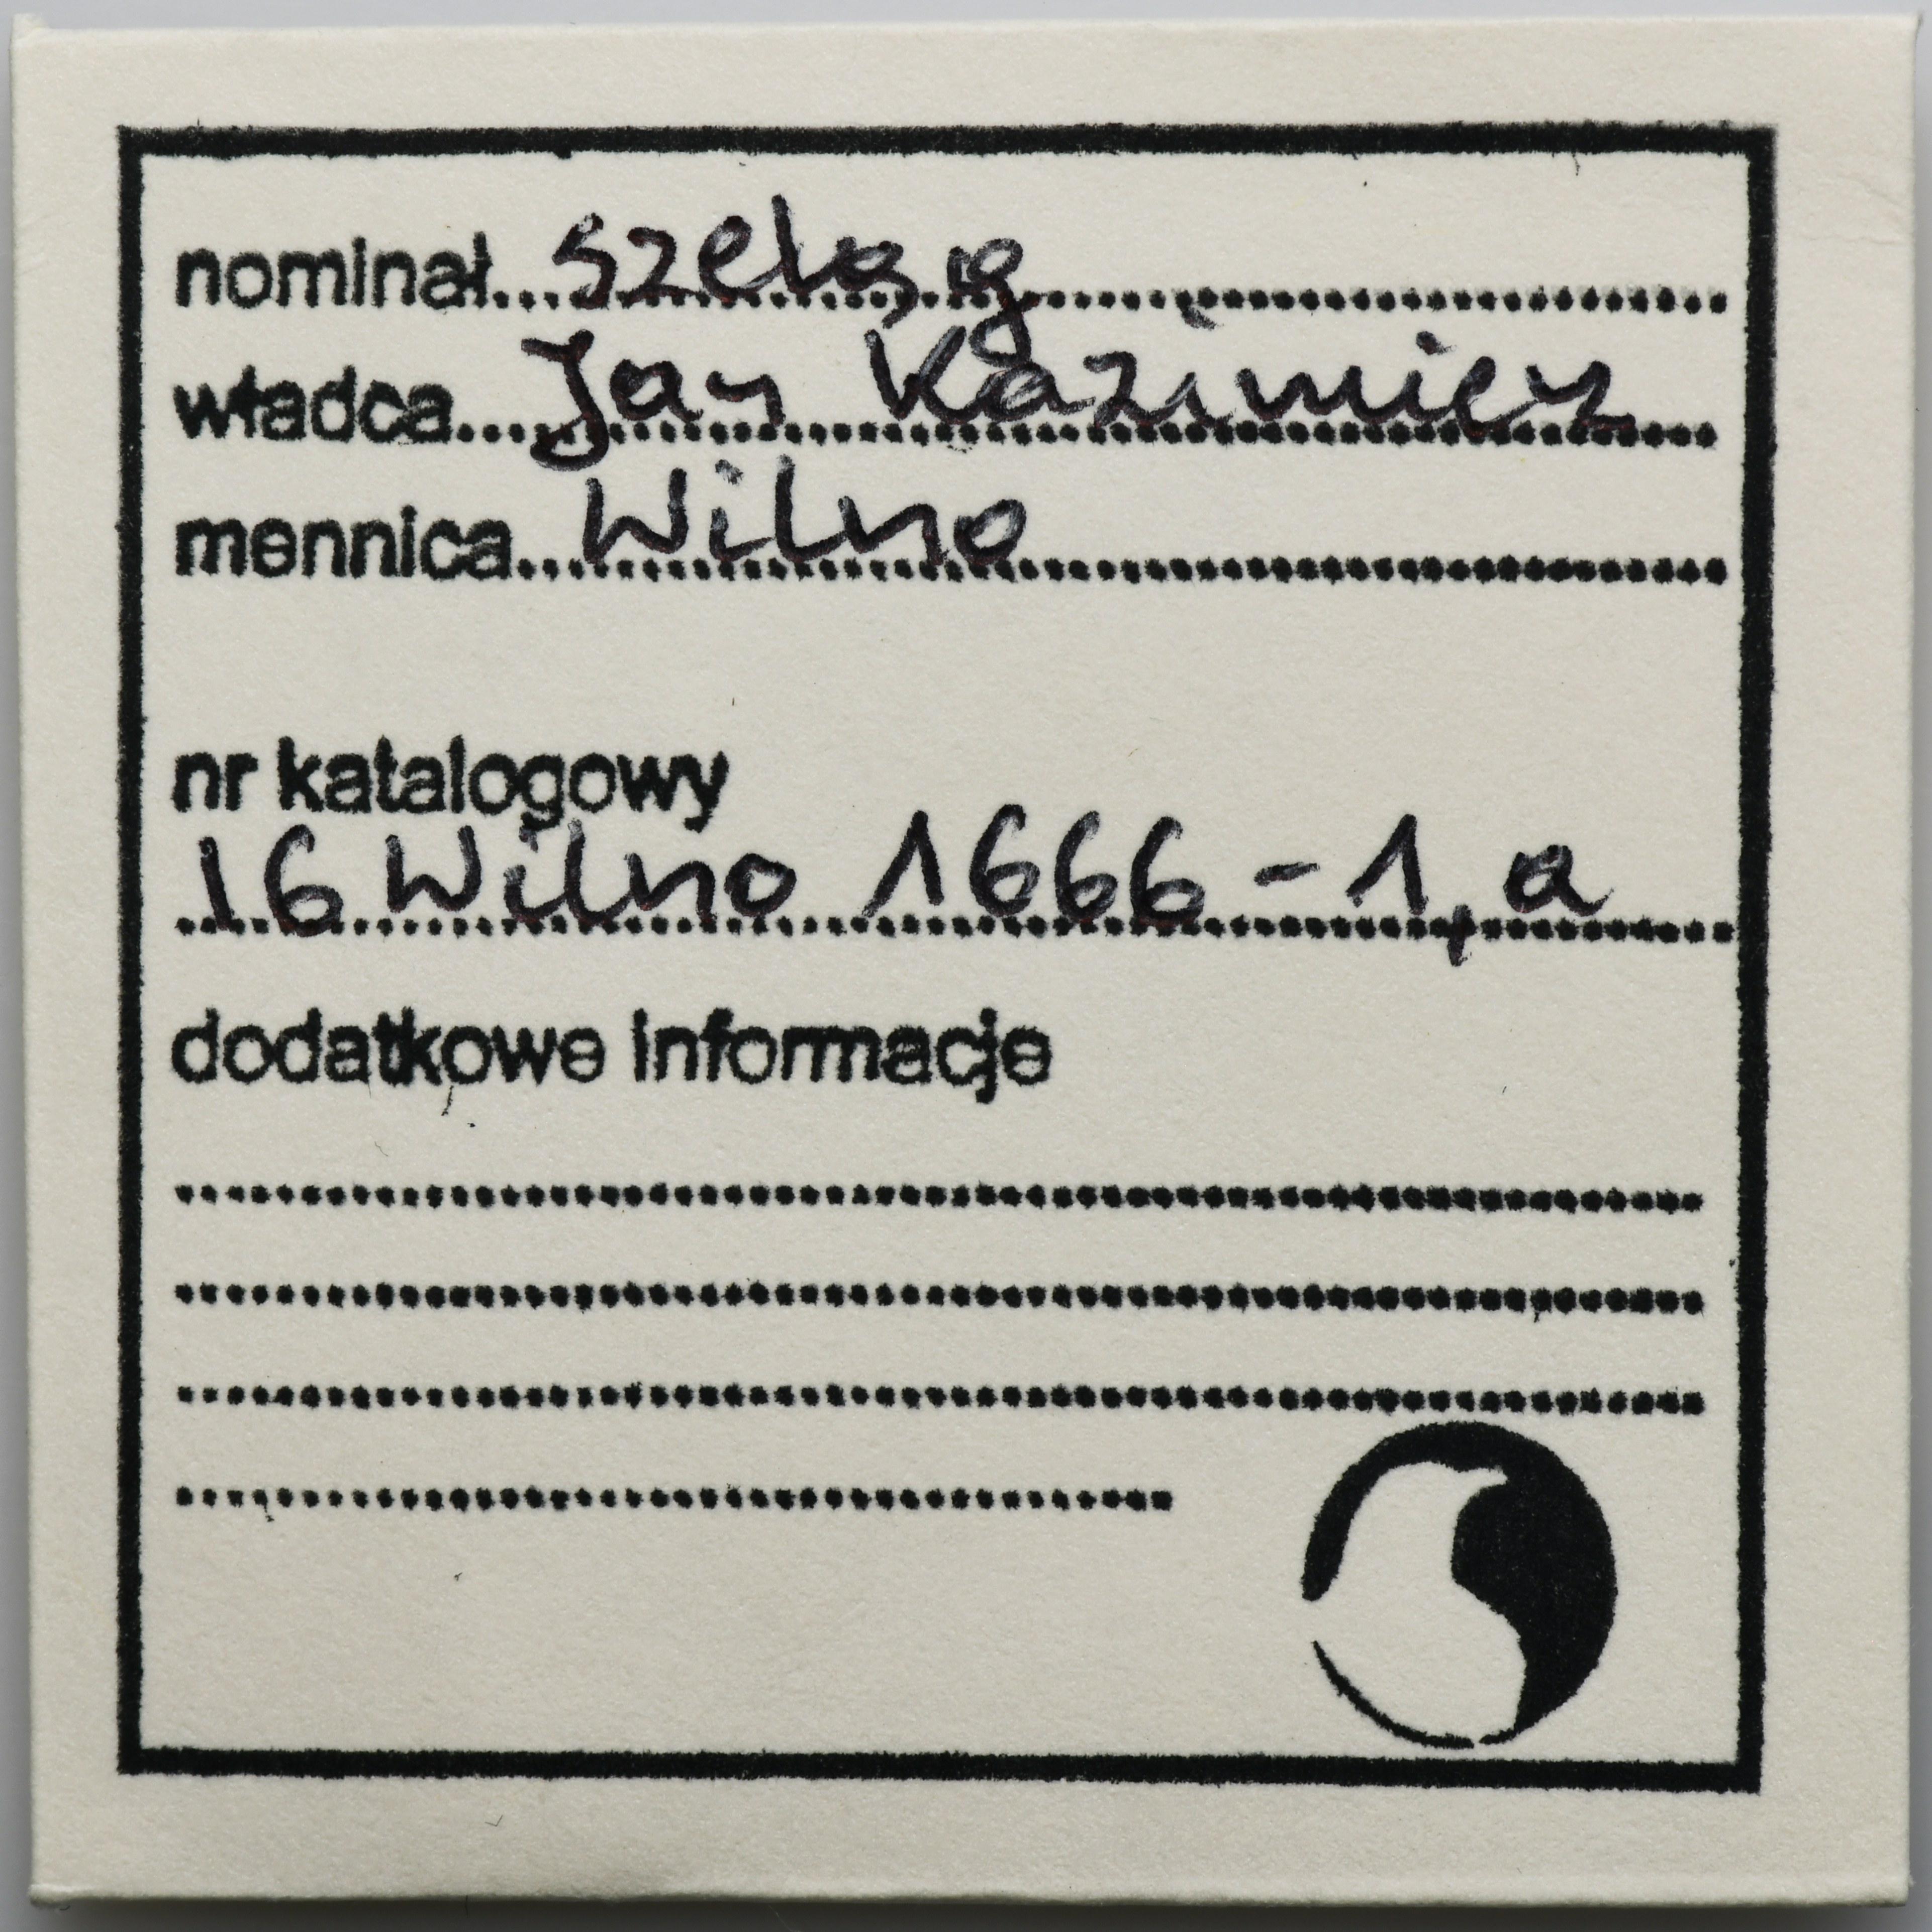 nominał szeląg
władca Jan Kazimierz
mennica Wilno
nr katalogowy
16 Wilno 1666 - 1, a
dodatkowe informacje